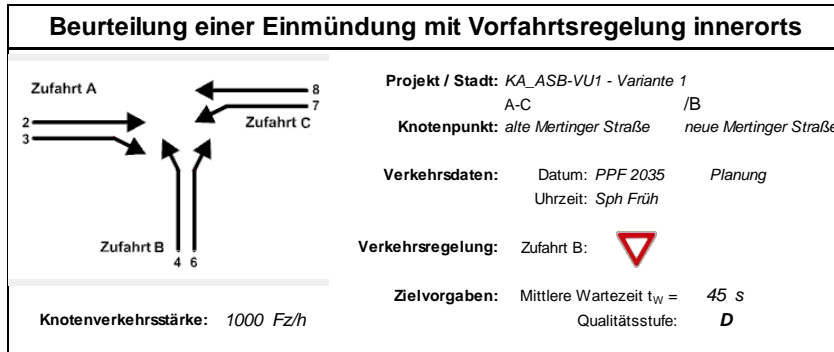 Beurteilung einer Einmündung mit Vorfahrtsregelung innerorts
Zufahrt A
8
7
Zufahrt C
2
3
Zufahrt B
4 6
Knotenverkehrsstärke: 1000 Fz/h
Projekt / Stadt: KA_ASB-VU1 - Variante 1
A-C /B
Knotenpunkt: alte Mertinger Straße neue Mertinger Straße
Verkehrsdaten: Datum: PPF 2035 Planung
Uhrzeit: Sph Früh
Verkehrsregelung: Zufahrt B:
Zielvorgaben: Mittlere Wartezeit tW = 45 s
Qualitätsstufe: D